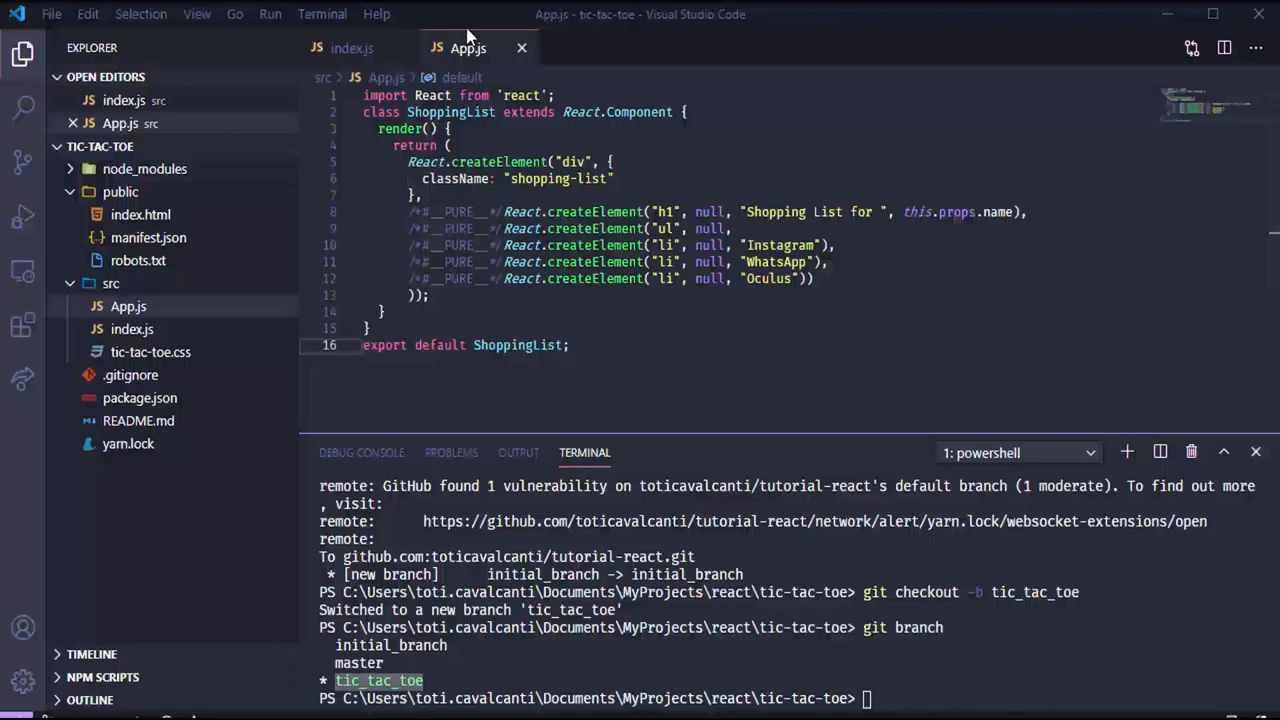 File Edit Selection View Go Run Terminal Help App.js - tic-tac-toe - Visual Studio Code
EXPLORER
OPEN EDITORS
index.js src
App.js src
TIC-TAC-TOE
node_modules
public
index.html
manifest.json
robots.txt
src
App.js
index.js
tic-tac-toe.css
.gitignore
package.json
README.md
yarn.lock
TIMELINE
NPM SCRIPTS
OUTLINE
JS index.js JS App.js
src > JS App.js > default
1 import React from 'react';
2 class ShoppingList extends React.Component {
3 render() {
4 return (
5 React.createElement("div", {
6 className: "shopping-list"
7 },
8 /*#__PURE__*/React.createElement("h1", null, "Shopping List for ", this.props.name),
9 /*#__PURE__*/React.createElement("ul", null,
10 /*#__PURE__*/React.createElement("li", null, "Instagram"),
11 /*#__PURE__*/React.createElement("li", null, "WhatsApp"),
12 /*#__PURE__*/React.createElement("li", null, "Oculus"))
13 ));
14 }
15 }
16 export default ShoppingList;
DEBUG CONSOLE PROBLEMS OUTPUT TERMINAL 1: powershell
remote: GitHub found 1 vulnerability on toticavalcanti/tutorial-react's default branch (1 moderate). To find out more
, visit:
remote: https://github.com/toticavalcanti/tutorial-react/network/alert/yarn.lock/websocket-extensions/open
remote:
To github.com:toticavalcanti/tutorial-react.git
* [new branch] initial_branch -> initial_branch
PS C:\Users\toti.cavalcanti\Documents\MyProjects\react\tic-tac-toe> git checkout -b tic_tac_toe
Switched to a new branch 'tic_tac_toe'
PS C:\Users\toti.cavalcanti\Documents\MyProjects\react\tic-tac-toe> git branch
initial_branch
master
* tic_tac_toe
PS C:\Users\toti.cavalcanti\Documents\MyProjects\react\tic-tac-toe>